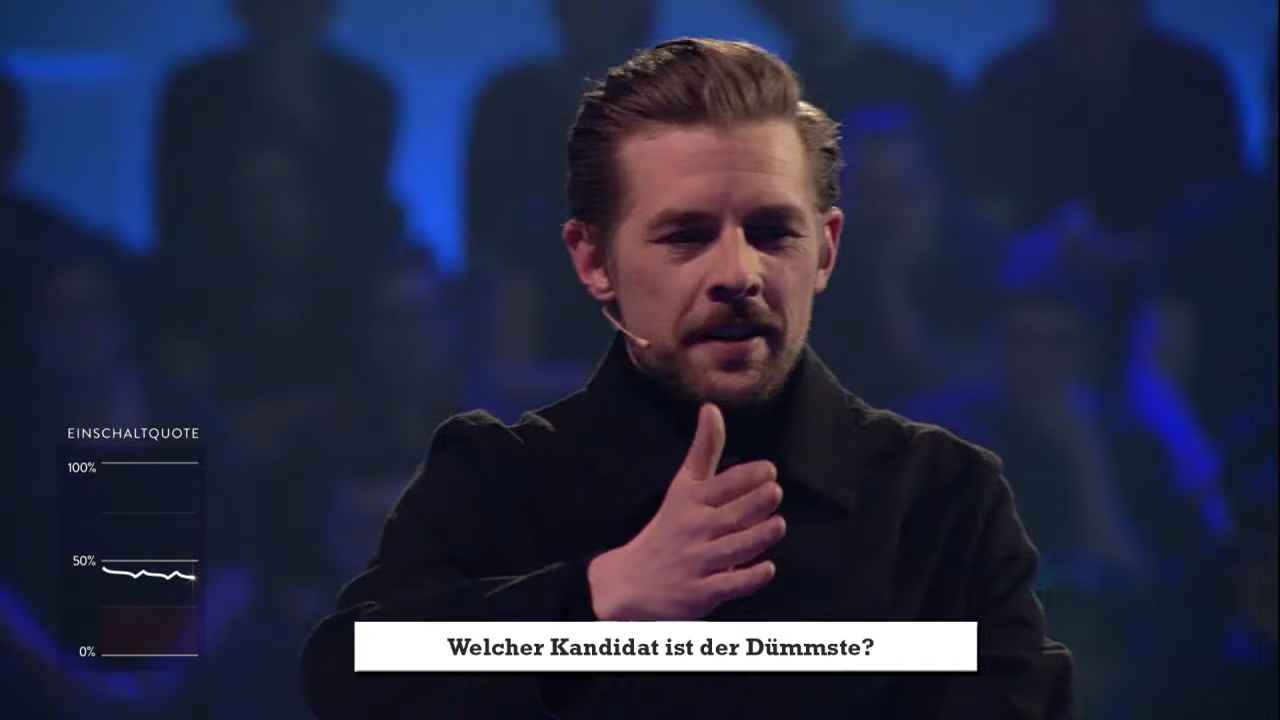 EINSCHALTQUOTE
100%
50%
0%
Welcher Kandidat ist der Dümmste?